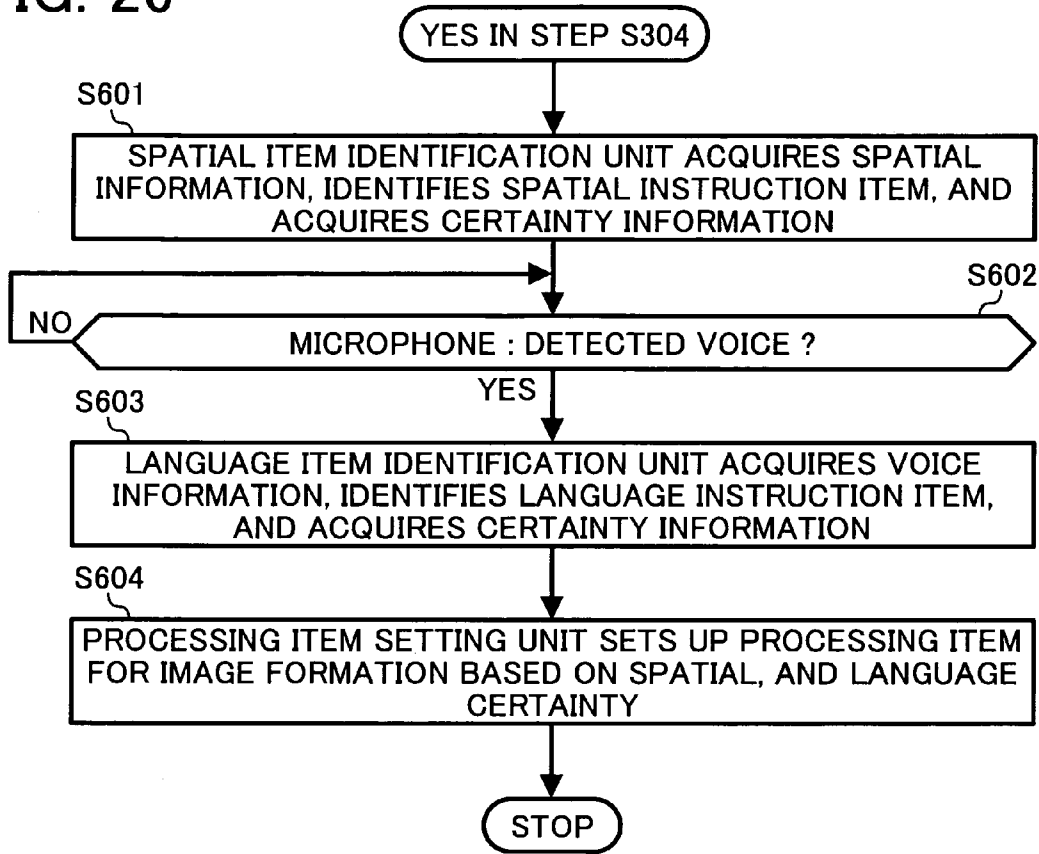 IG. 20
YES IN STEP S304
S601
SPATIAL ITEM IDENTIFICATION UNIT ACQUIRES SPATIAL
INFORMATION, IDENTIFIES SPATIAL INSTRUCTION ITEM, AND
ACQUIRES CERTAINTY INFORMATION
S602
NO
MICROPHONE : DETECTED VOICE ?
YES
S603
LANGUAGE ITEM IDENTIFICATION UNIT ACQUIRES VOICE
INFORMATION, IDENTIFIES LANGUAGE INSTRUCTION ITEM,
AND ACQUIRES CERTAINTY INFORMATION
S604
PROCESSING ITEM SETTING UNIT SETS UP PROCESSING ITEM
FOR IMAGE FORMATION BASED ON SPATIAL, AND LANGUAGE
CERTAINTY
STOP